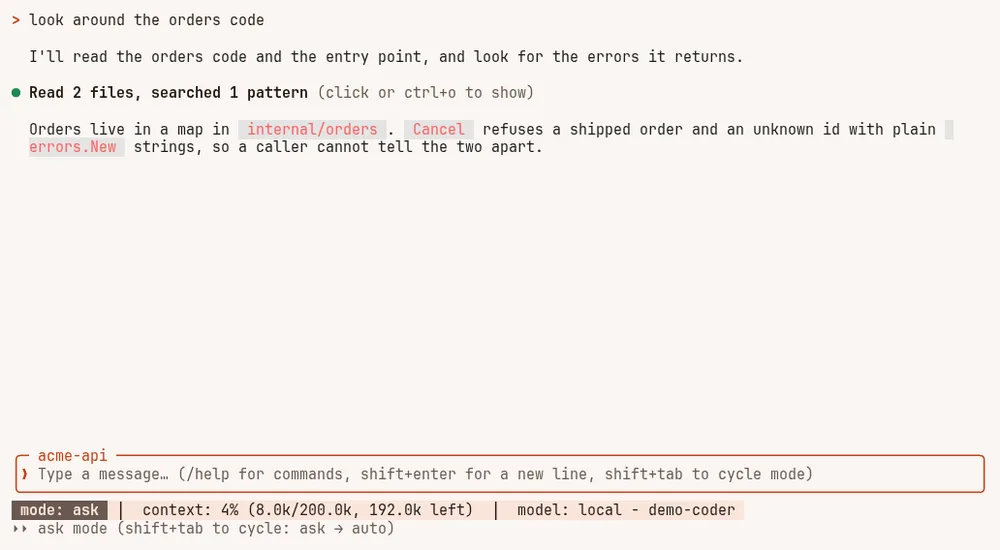 > look around the orders code
I'll read the orders code and the entry point, and look for the errors it returns.
● Read 2 files, searched 1 pattern (click or ctrl+o to show)
Orders live in a map in internal/orders . Cancel refuses a shipped order and an unknown id with plain
errors.New strings, so a caller cannot tell the two apart.
acme-api
❯ Type a message… (/help for commands, shift+enter for a new line, shift+tab to cycle mode)
mode: ask │ context: 4% (8.0k/200.0k, 192.0k left) │ model: local - demo-coder
▸▸ ask mode (shift+tab to cycle: ask → auto)